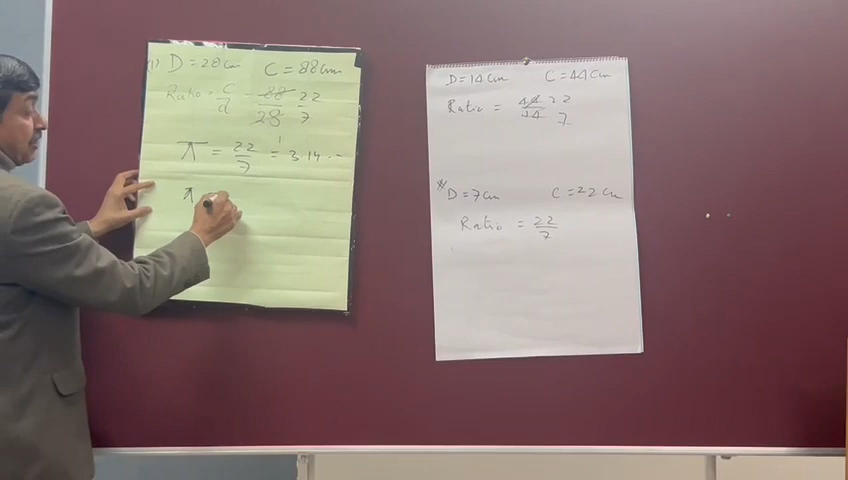 (1) D = 28 cm C = 88 cm
Ratio = C/d = 88/28 22/7
π = 22/7 = 3.14 --
π
D = 14 cm C = 44 cm
Ratio = 44/14 22/7
D = 7 cm C = 22 cm
Ratio = 22/7